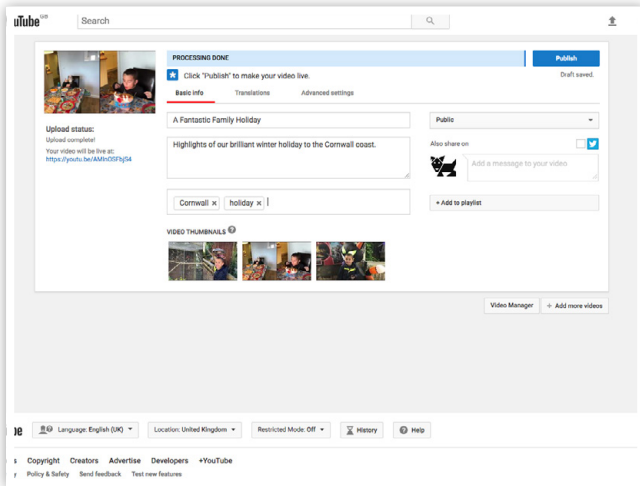 uTube GB
Search
PROCESSING DONE
Publish
Click "Publish" to make your video live.
Draft saved.
Basic info
Translations
Advanced settings
A Fantastic Family Holiday
Public
Upload status:
Upload complete!
Your video will be live at:
Highlights of our brilliant winter holiday to the Cornwall coast.
Also share on
Add a message to your video
Cornwall × holiday ×
+ Add to playlist
VIDEO THUMBNAILS ?
Video Manager
+ Add more videos
be
Language: English (UK)
Location: United Kingdom
Restricted Mode: Off
History
? Help
s Copyright Creators Advertise Developers +YouTube
y Policy & Safety Send feedback Test new features